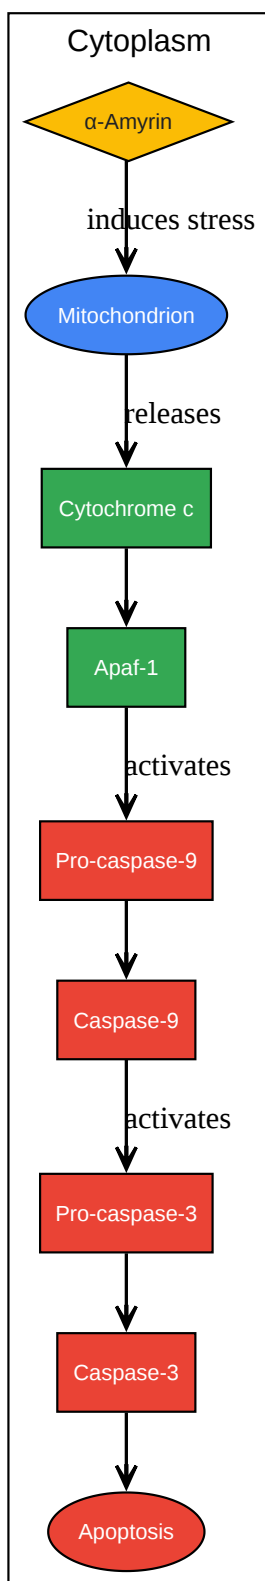 Cytoplasm
α-Amyrin
induces stress
Mitochondrion
releases
Cytochrome c
Apaf-1
activates
Pro-caspase-9
Caspase-9
activates
Pro-caspase-3
Caspase-3
Apoptosis